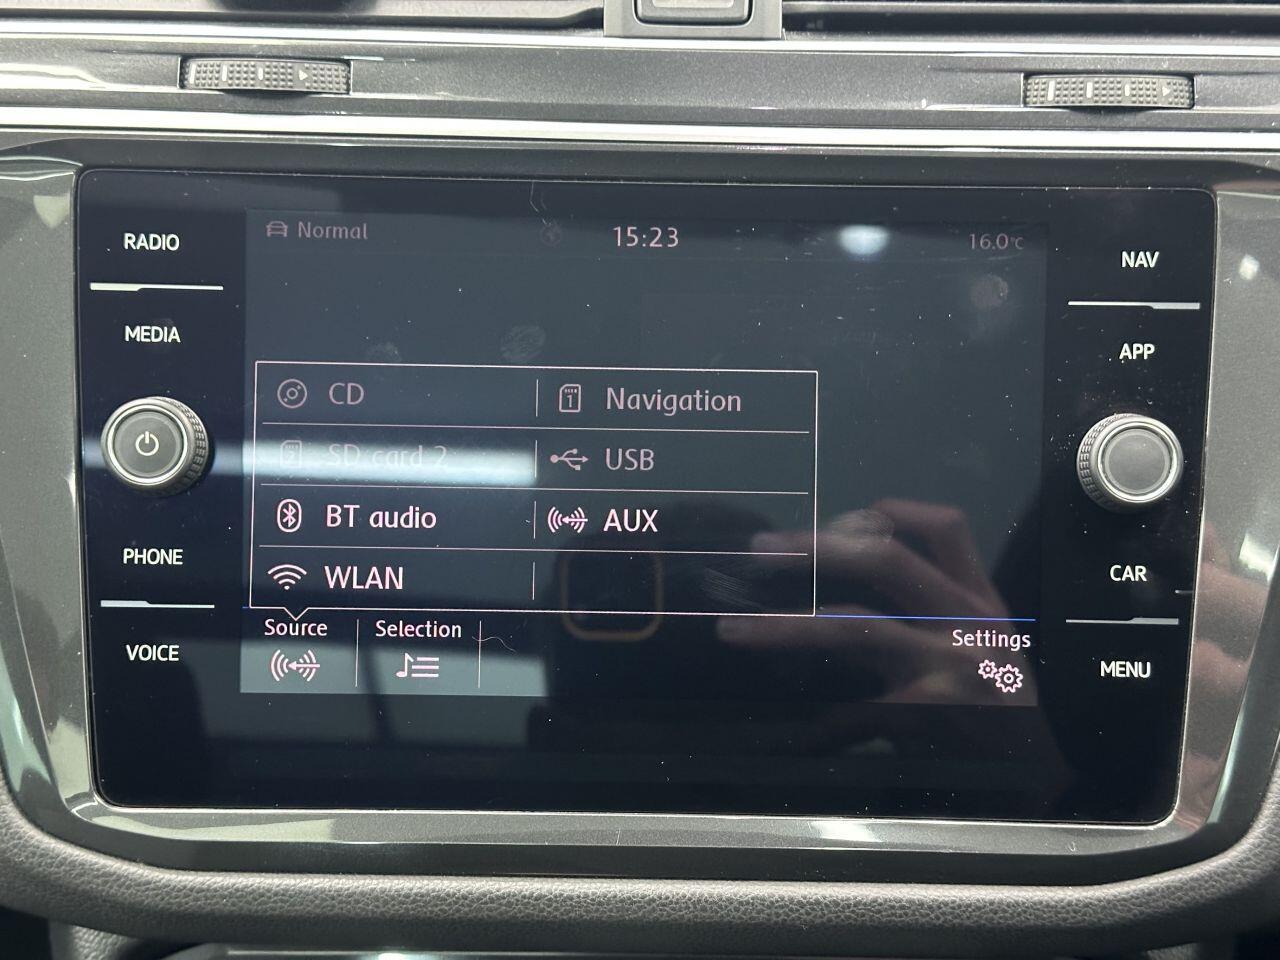 RADIO
MEDIA
PHONE
VOICE
Normal
15:23
16.0°C
CD
1
Navigation
SD card 2
USB
BT audio
AUX
WLAN
Source
Selection
Settings
NAV
APP
CAR
MENU